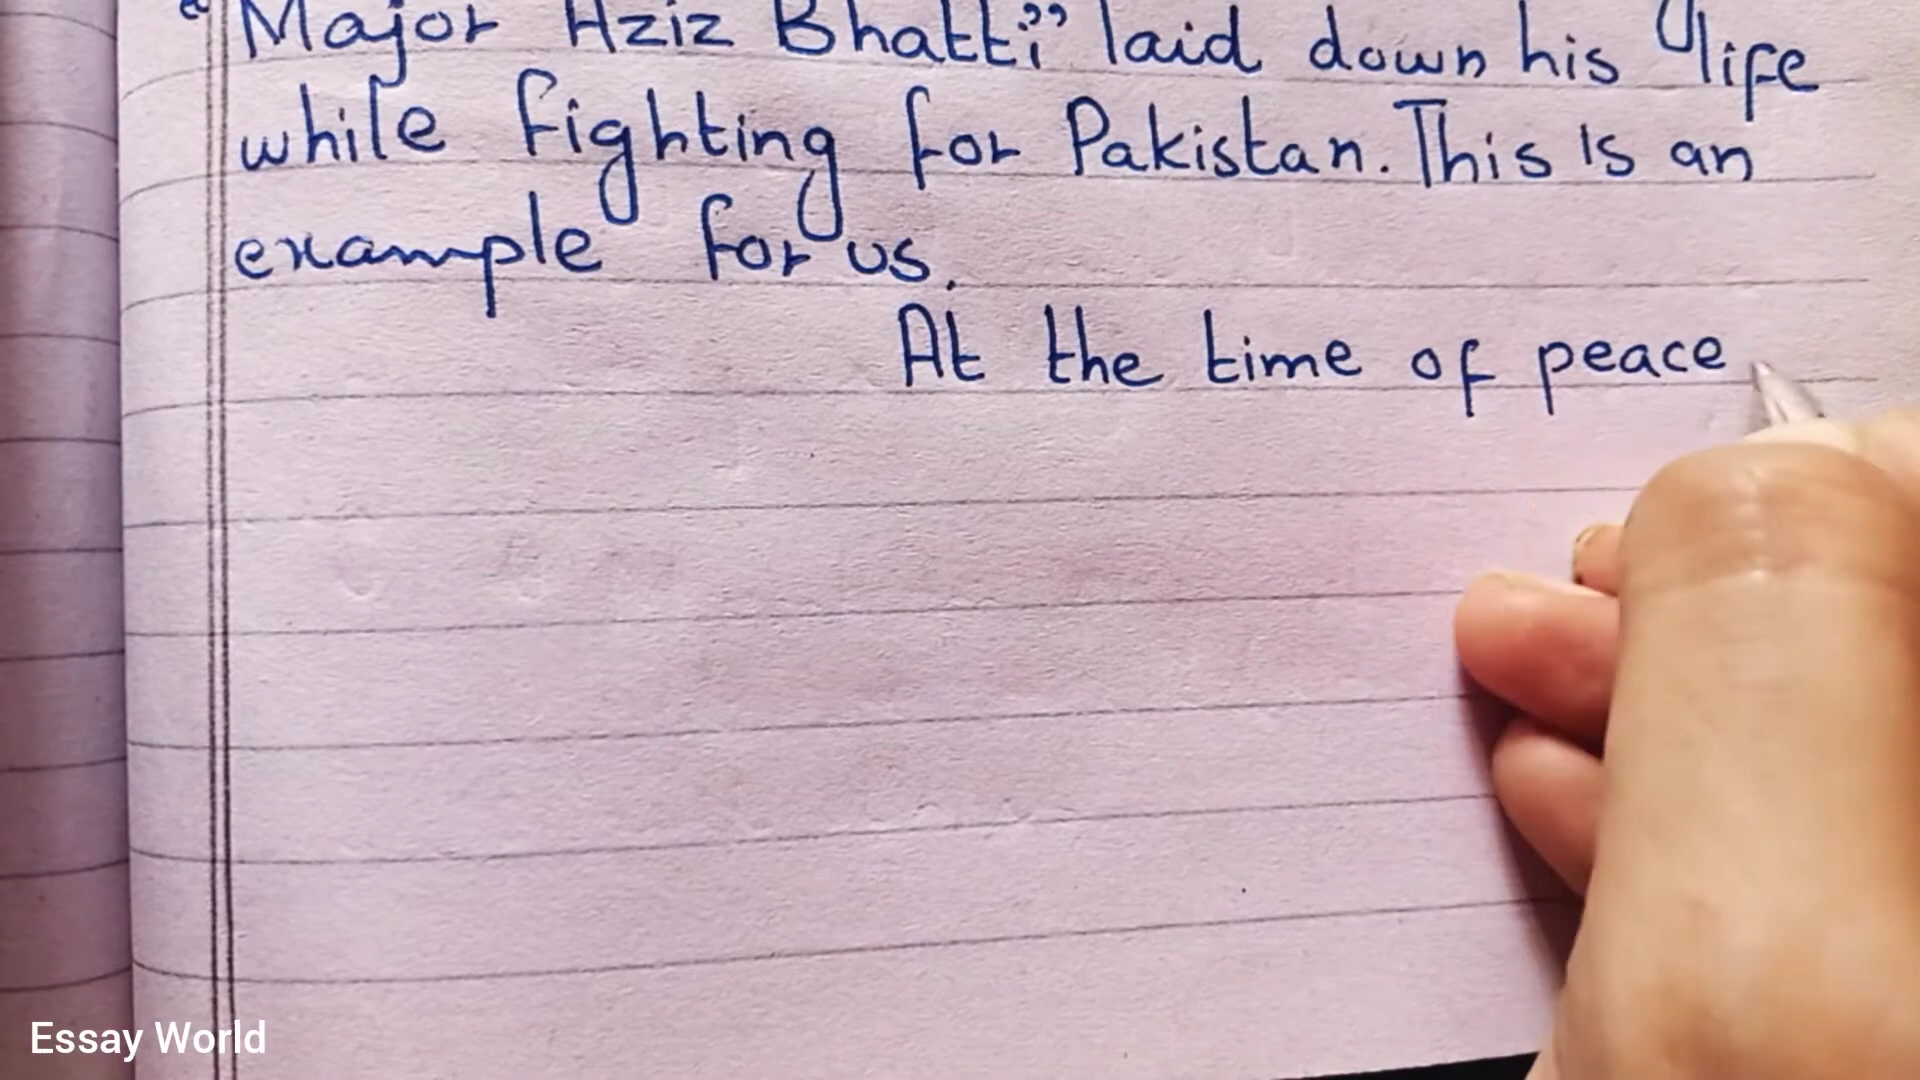 "Major Aziz Bhatti" laid down his life
while fighting for Pakistan. This is an
example for us.
At the time of peace
Essay World